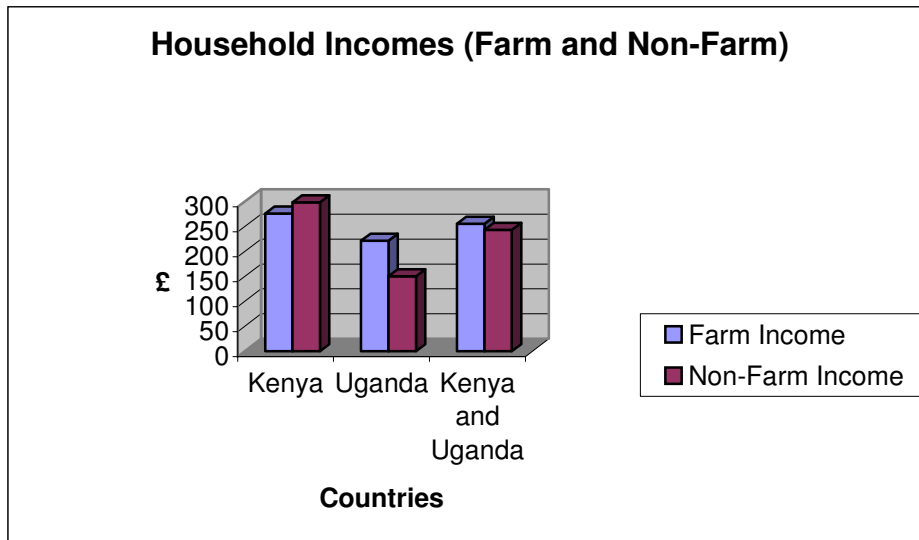 Household Incomes (Farm and Non-Farm)
300
250
200
150
100
50
0
£
Kenya Uganda Kenya
and
Uganda
Countries
Farm Income
Non-Farm Income